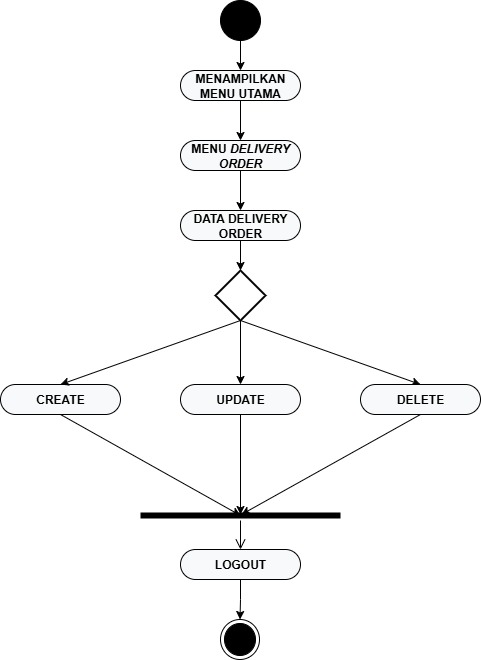 MENAMPILKAN
MENU UTAMA
MENU DELIVERY
ORDER
DATA DELIVERY
ORDER
CREATE
UPDATE
DELETE
LOGOUT